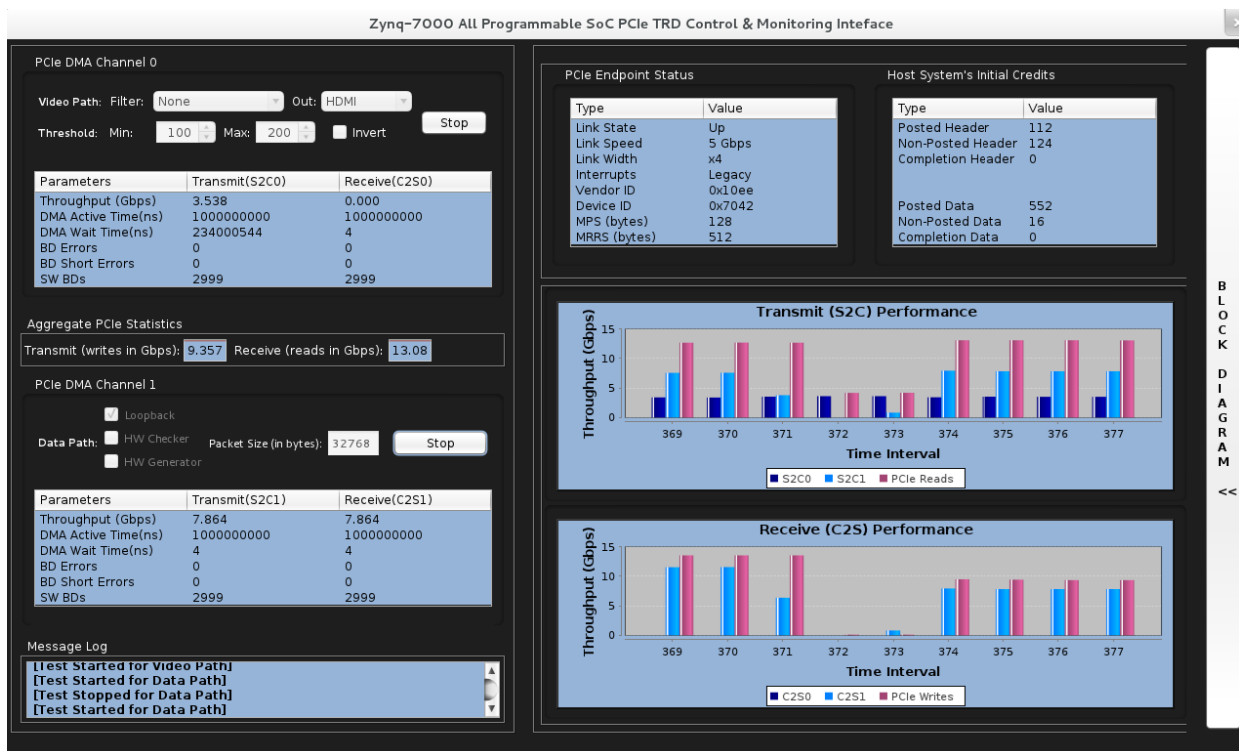 Zynq-7000 All Programmable SoC PCIe TRD Control & Monitoring Inteface
PCIe DMA Channel 0
Video Path: Filter: None Out: HDMI
Threshold: Min: 100 Max: 200 Invert Stop
Parameters Transmit(S2C0) Receive(C2S0)
Throughput (Gbps) 3.538 0.000
DMA Active Time(ns) 1000000000 1000000000
DMA Wait Time(ns) 234000544 4
BD Errors 0 0
BD Short Errors 0 0
SW BDs 2999 2999
Aggregate PCIe Statistics
Transmit (writes in Gbps): 9.357 Receive (reads in Gbps): 13.08
PCIe DMA Channel 1
Loopback
Data Path: HW Checker Packet Size (in bytes): 32768 Stop
HW Generator
Parameters Transmit(S2C1) Receive(C2S1)
Throughput (Gbps) 7.864 7.864
DMA Active Time(ns) 1000000000 1000000000
DMA Wait Time(ns) 4 4
BD Errors 0 0
BD Short Errors 0 0
SW BDs 2999 2999
Message Log
[Test Started for Video Path]
[Test Started for Data Path]
[Test Stopped for Data Path]
[Test Started for Data Path]
PCIe Endpoint Status
Type Value
Link State Up
Link Speed 5 Gbps
Link Width x4
Interrupts Legacy
Vendor ID 0x10ee
Device ID 0x7042
MPS (bytes) 128
MRRS (bytes) 512
Host System's Initial Credits
Type Value
Posted Header 112
Non-Posted Header 124
Completion Header 0
Posted Data 552
Non-Posted Data 16
Completion Data 0
Transmit (S2C) Performance
Throughput (Gbps)
15
10
5
0
369 370 371 372 373 374 375 376 377
Time Interval
S2C0 S2C1 PCIe Reads
Receive (C2S) Performance
Throughput (Gbps)
15
10
5
0
369 370 371 372 373 374 375 376 377
Time Interval
C2S0 C2S1 PCIe Writes
BLOCK DIAGRAM <<